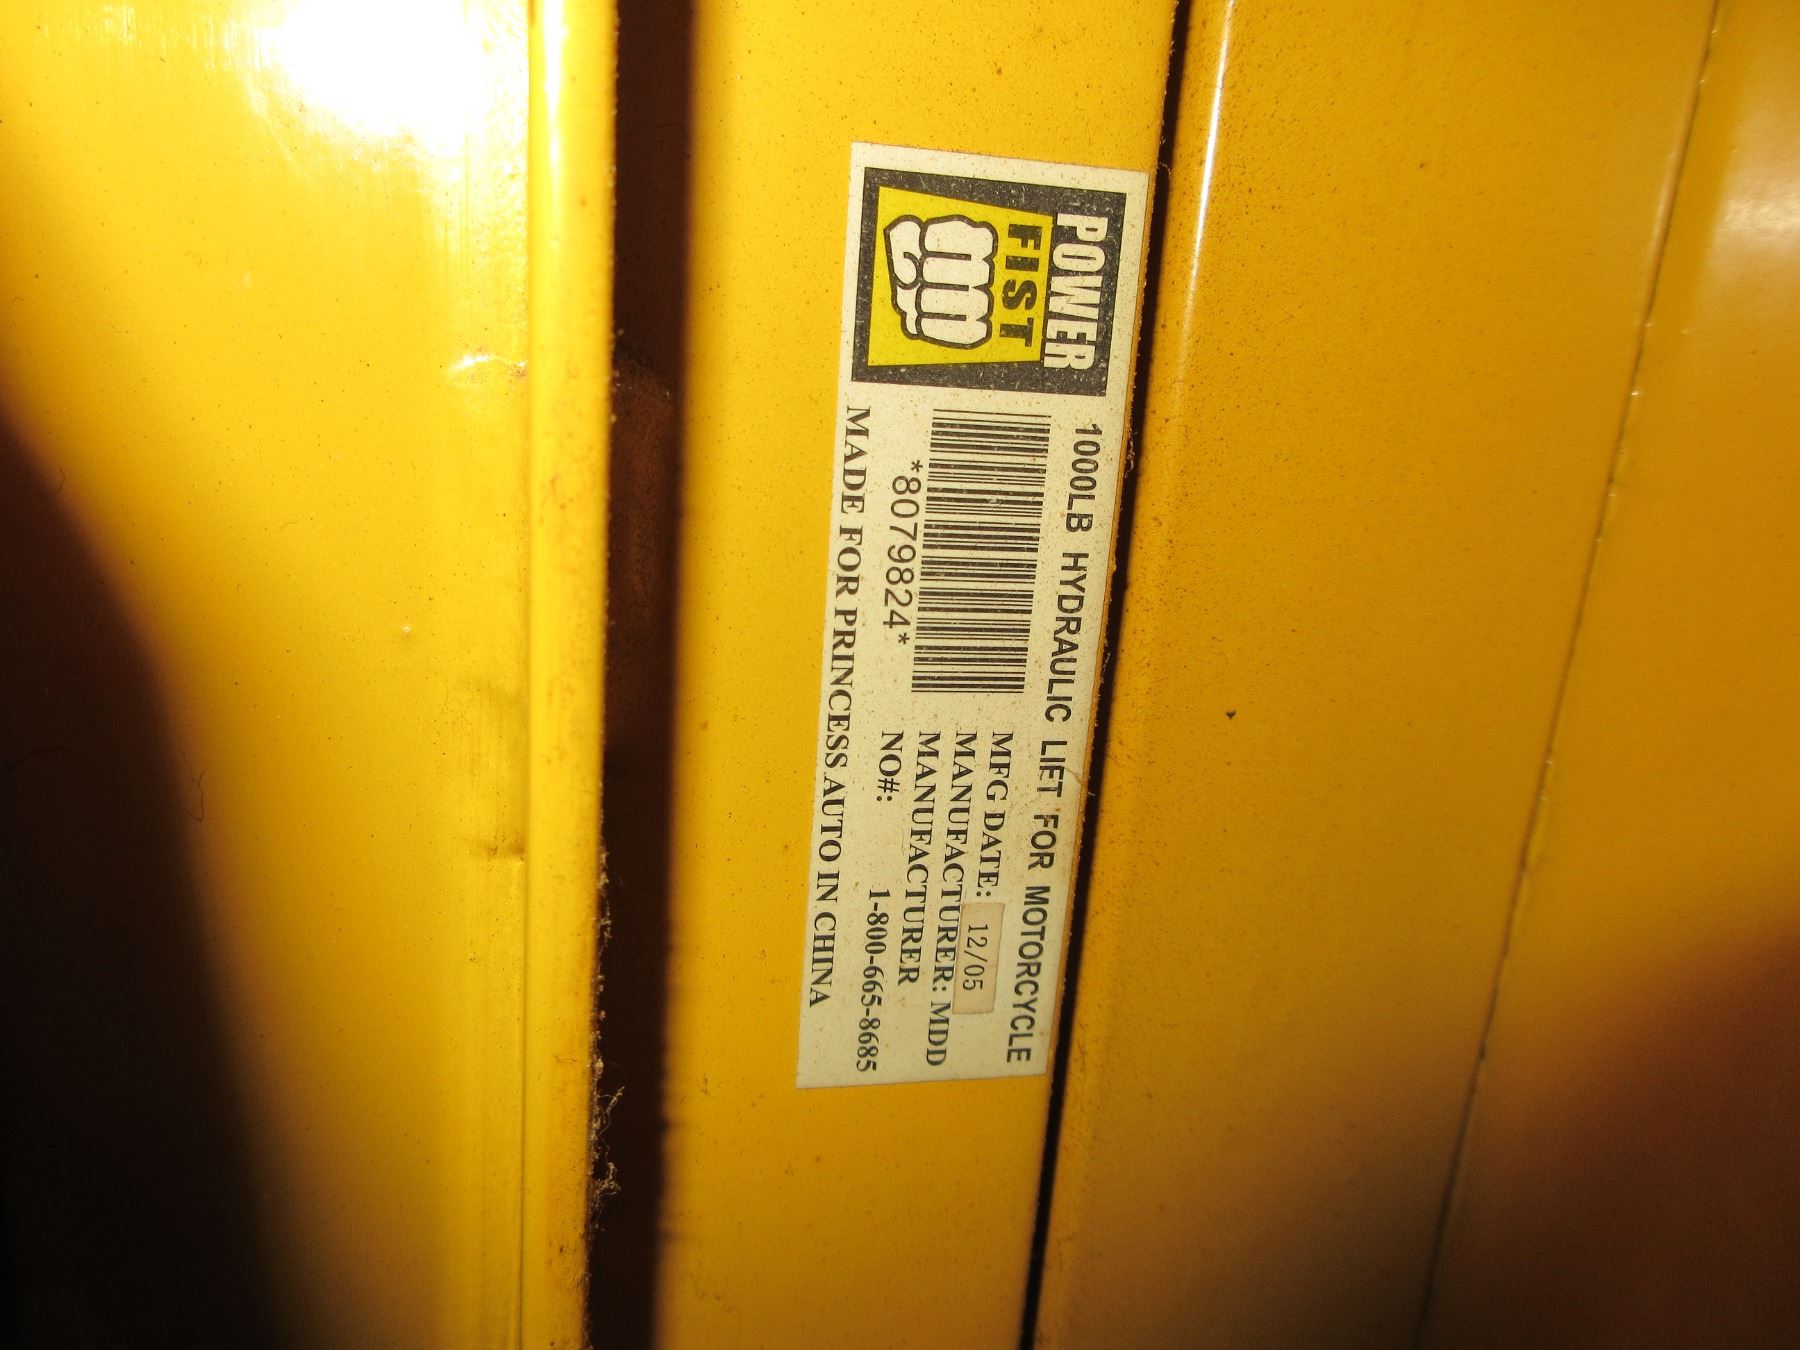 POWER
FIST
1000LB HYDRAULIC LIFT FOR MOTORCYCLE
*8079824*
MFG DATE: 12/05
MANUFACTURER: MDD
MANUFACTURER
NO#: 1-800-665-8685
MADE FOR PRINCESS AUTO IN CHINA